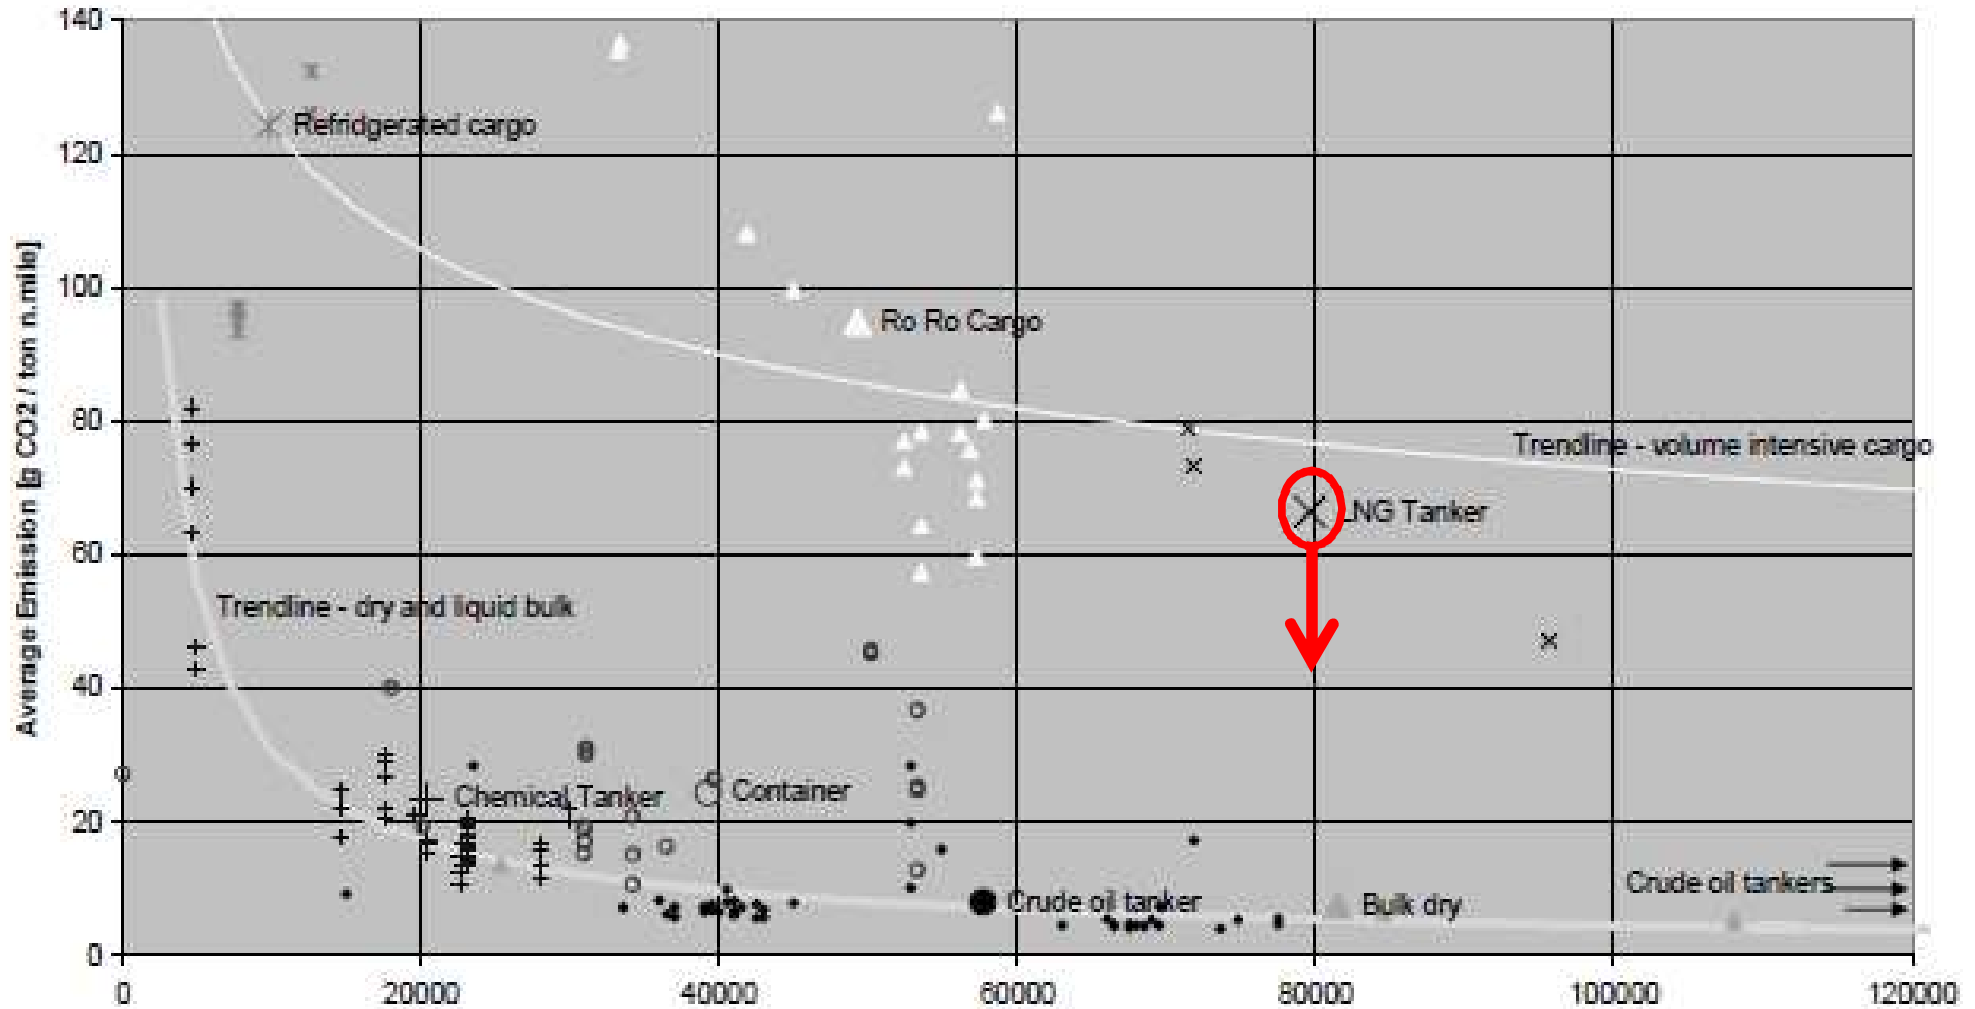 140
Refridgerated cargo
120
100
Ro Ro Cargo
80
Trendline - volume intensive cargo
LNG Tanker
60
Trendline - dry and liquid bulk
40
Chemical Tanker
Container
20
Crude oil tankers
Crude oil tanker
Bulk dry
0
Average Emission [g CO2 / ton n.mile]
0 20000 40000 60000 80000 100000 120000